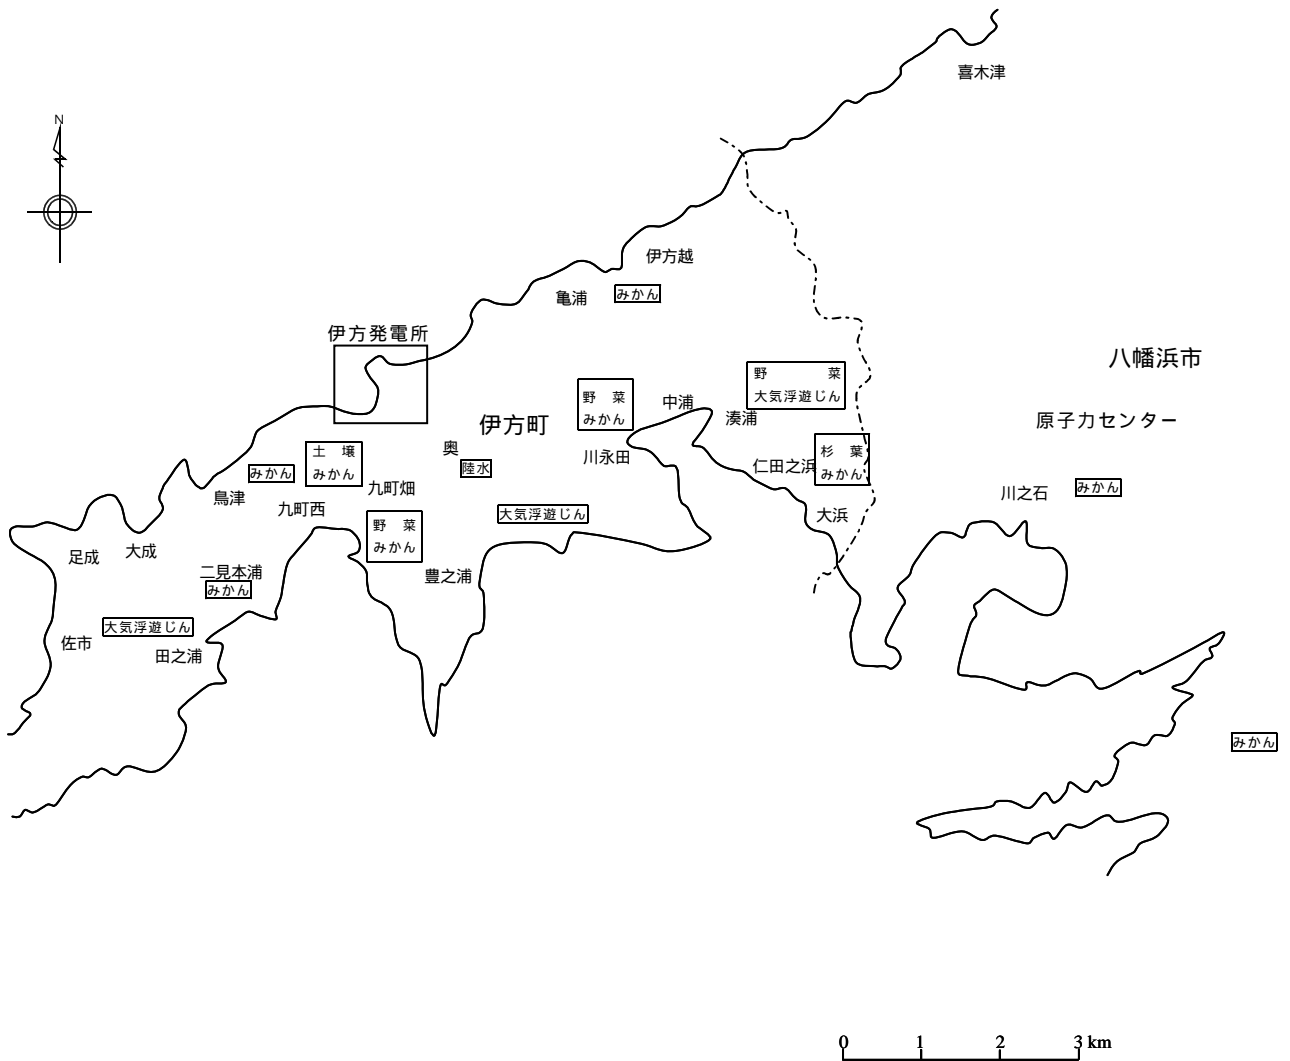 喜木津
N
伊方越
亀浦
みかん
伊方発電所
八幡浜市
野 菜
大気浮遊じん
野 菜
みかん
中浦
湊浦
原子力センター
伊方町
奥
陸水
川永田
土 壌
みかん
杉 葉
みかん
仁田之浜
みかん
鳥津
九町畑
川之石
みかん
九町西
大気浮遊じん
大浜
野 菜
みかん
足成
大成
二見本浦
みかん
豊之浦
大気浮遊じん
佐市
田之浦
みかん
0 1 2 3 km